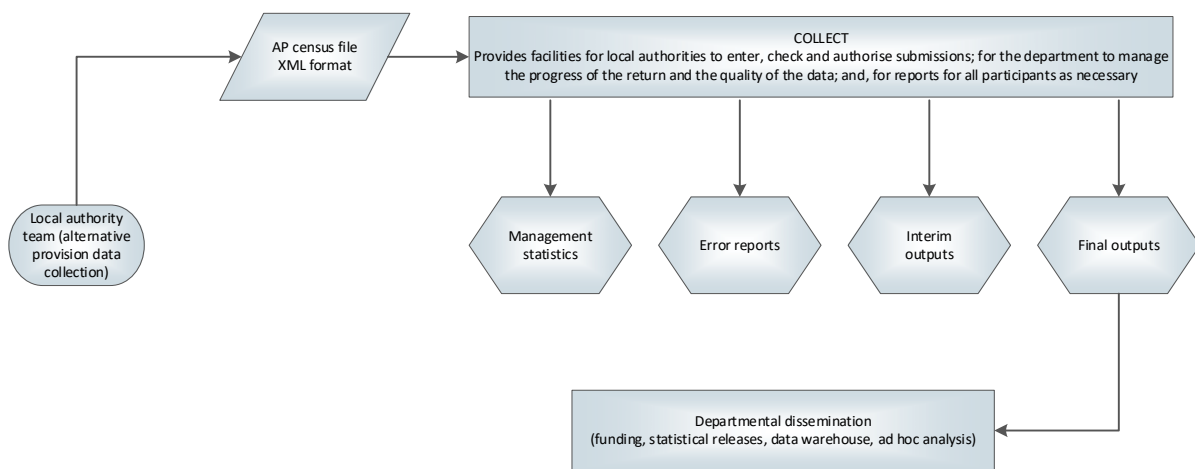 AP census file
XML format
COLLECT
Provides facilities for local authorities to enter, check and authorise submissions; for the department to manage
the progress of the return and the quality of the data; and, for reports for all participants as necessary
Local authority
team (alternative
provision data
collection)
Management
statistics
Error reports
Interim
outputs
Final outputs
Departmental dissemination
(funding, statistical releases, data warehouse, ad hoc analysis)